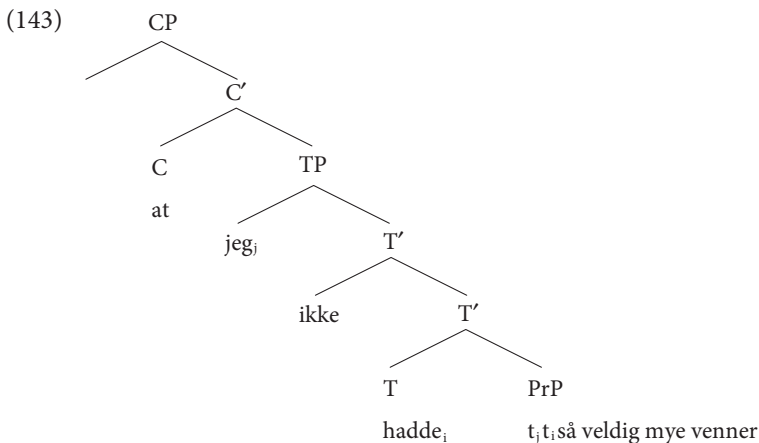 (143)
CP
C′
C TP
at
jegⱼ T′
ikke T′
T PrP
haddeᵢ tⱼ tᵢ så veldig mye venner